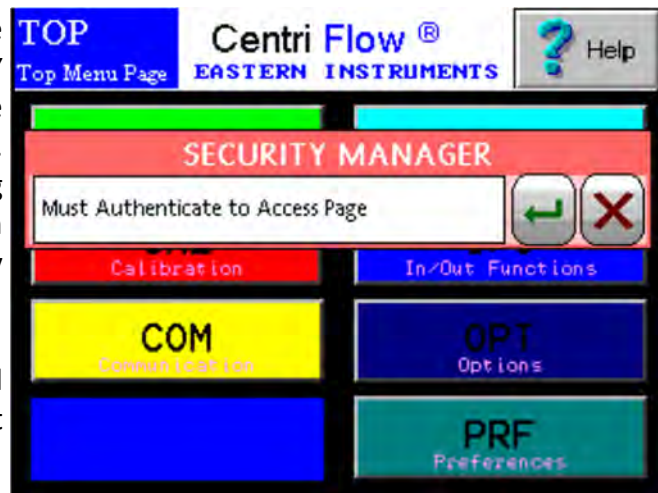 TOP
Top Menu Page
Centri Flow ®
EASTERN INSTRUMENTS
? Help
SECURITY MANAGER
Must Authenticate to Access Page
Calibration
In/Out Functions
COM
Communication
OPT
Options
PRF
Preferences